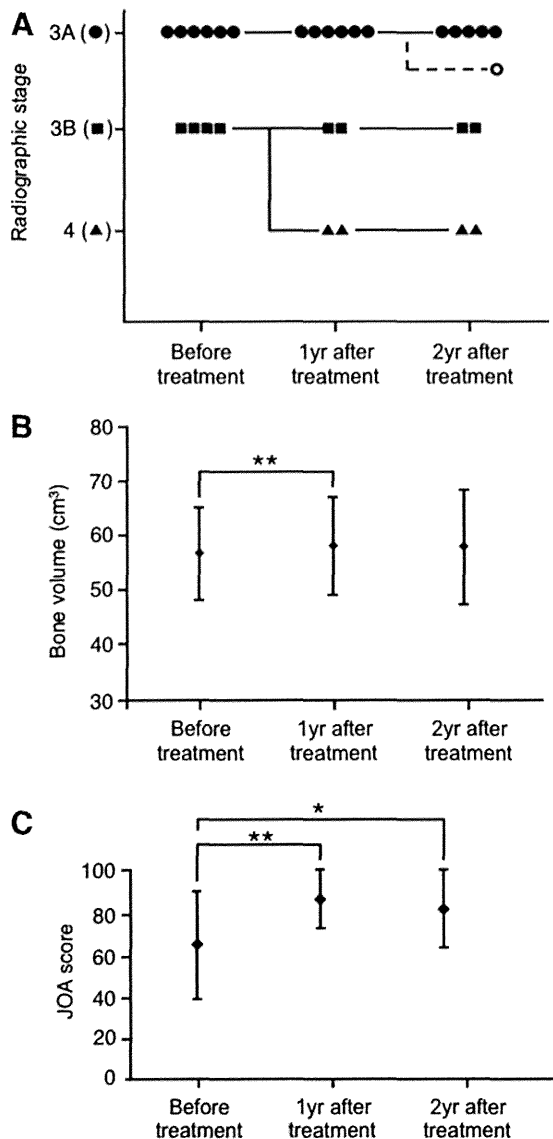 A
Radiographic stage
3A (●)
3B (■)
4 (▲)
Before treatment
1yr after treatment
2yr after treatment
B
Bone volume (cm³)
80
70
60
50
40
30
**
Before treatment
1yr after treatment
2yr after treatment
C
JOA score
100
80
60
40
20
0
*
**
Before treatment
1yr after treatment
2yr after treatment